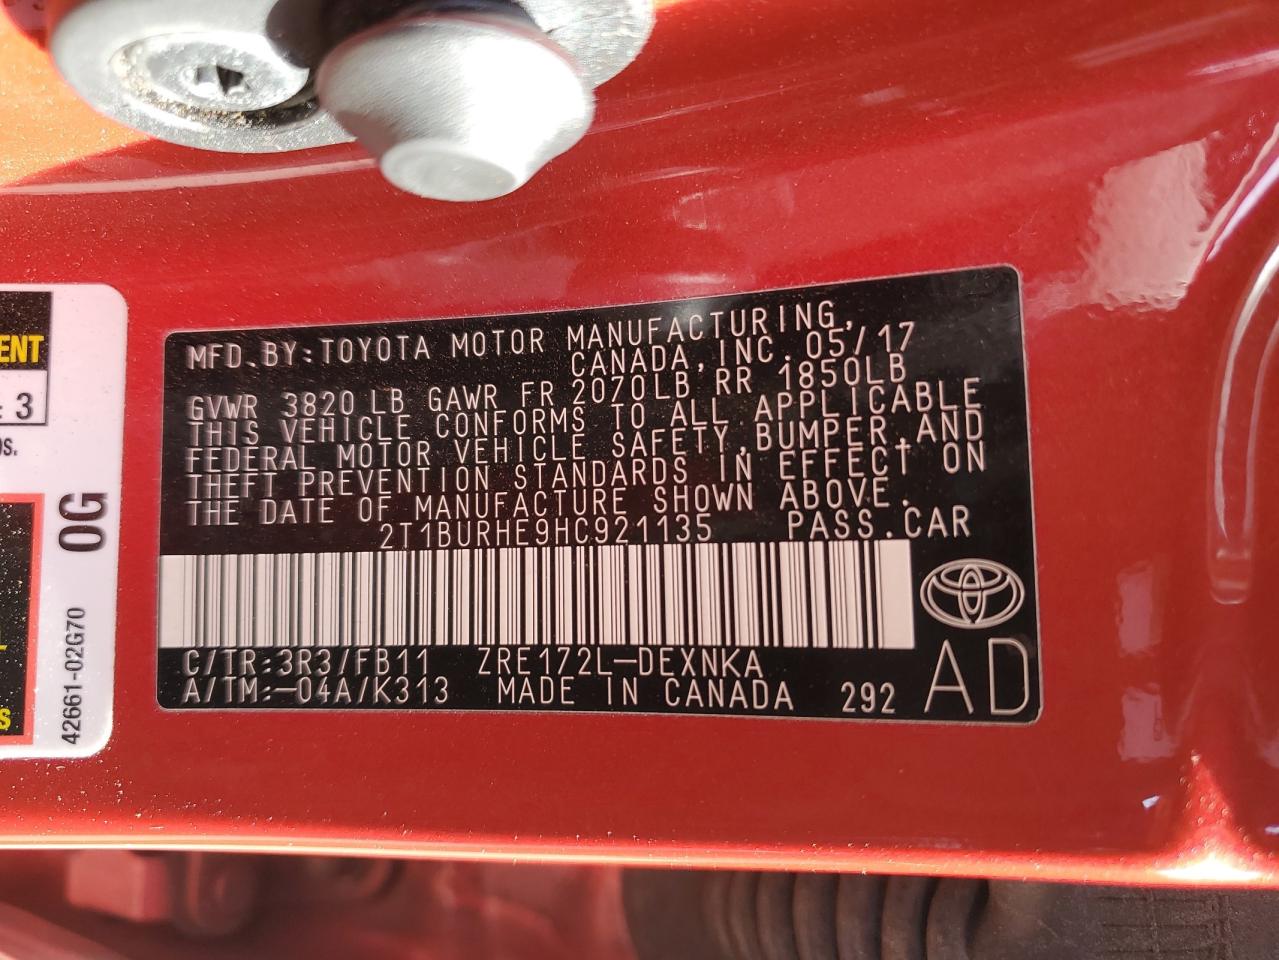 ENT
: 3
OS.
0G
42661-02G70
L
S
MFD.BY:TOYOTA MOTOR MANUFACTURING,
CANADA,INC.05/17
GVWR 3820 LB GAWR FR 2070LB RR 1850LB
THIS VEHICLE CONFORMS TO ALL APPLICABLE
FEDERAL MOTOR VEHICLE SAFETY,BUMPER,AND
THEFT PREVENTION STANDARDS IN EFFECT ON
THE DATE OF MANUFACTURE SHOWN ABOVE.
2T1BURHE9HC921135 PASS.CAR
C/TR:3R3/FB11 ZRE172L-DEXNKA
A/TM:-04A/K313 MADE IN CANADA 292 AD